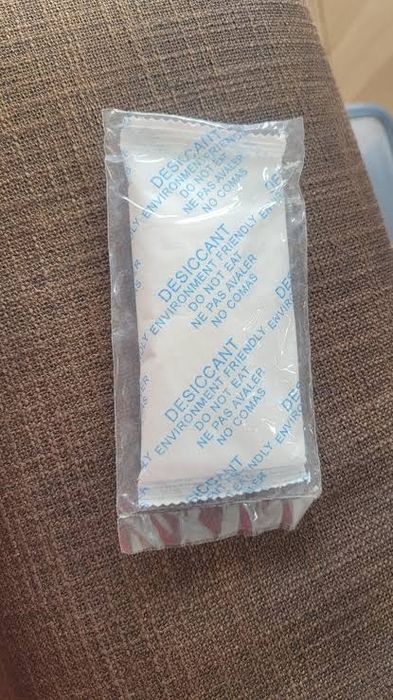 DESICCANT
ENVIRONMENT FRIENDLY
DO NOT EAT
NE PAS AVALER
NO COMAS
DESICCANT
ENVIRONMENT FRIENDLY
DO NOT EAT
NE PAS AVALER
NO COMAS
DESICCANT
ENVIRONMENT FRIENDLY
DO NOT EAT
NE PAS AVALER
NO COMAS